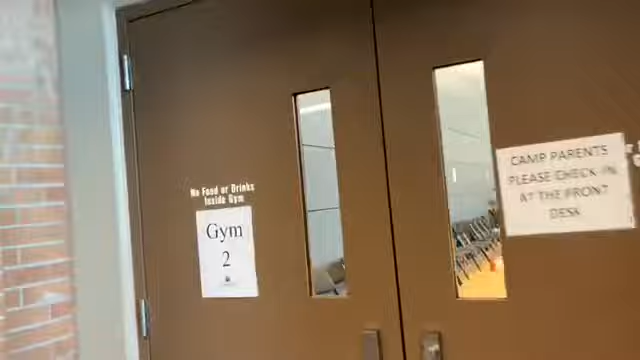 No Food or Drinks
Inside Gym
Gym
2
CAMP PARENTS
PLEASE CHECK IN
AT THE FRONT
DESK